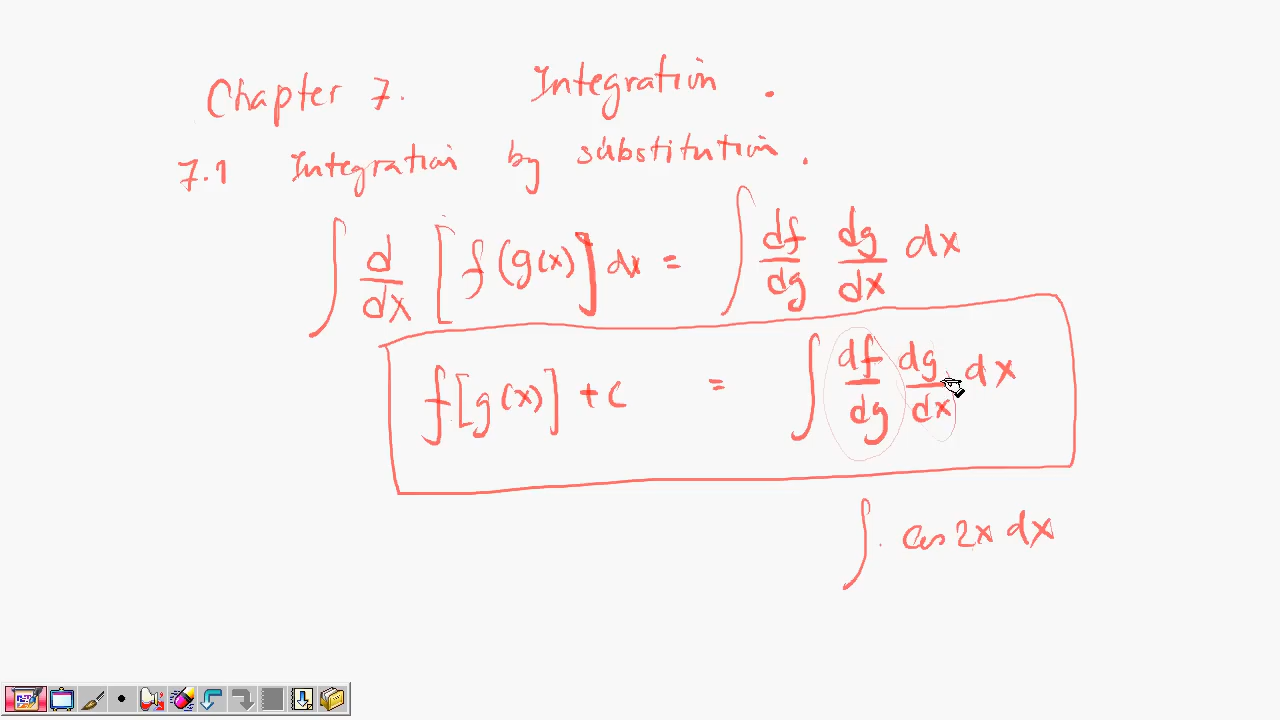 Chapter 7. Integration.
7.1 Integration by substitution.
∫ d/dx [f(g(x)] dx = ∫ df/dg dg/dx dx
f[g(x)] + c = ∫ df/dg dg/dx dx
∫ cos 2x dx